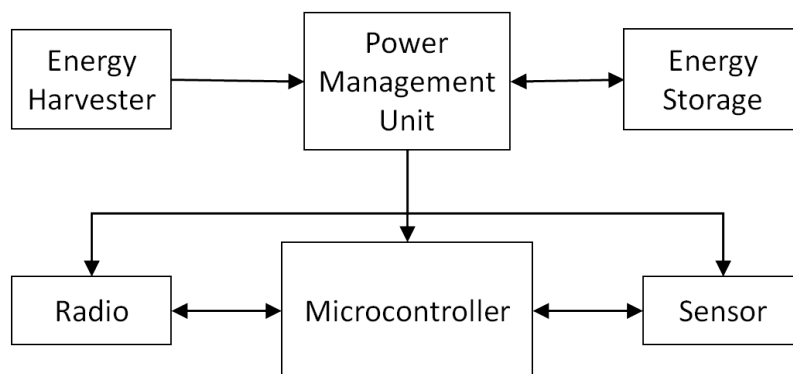 Energy
Harvester
Power
Management
Unit
Energy
Storage
Radio
Microcontroller
Sensor